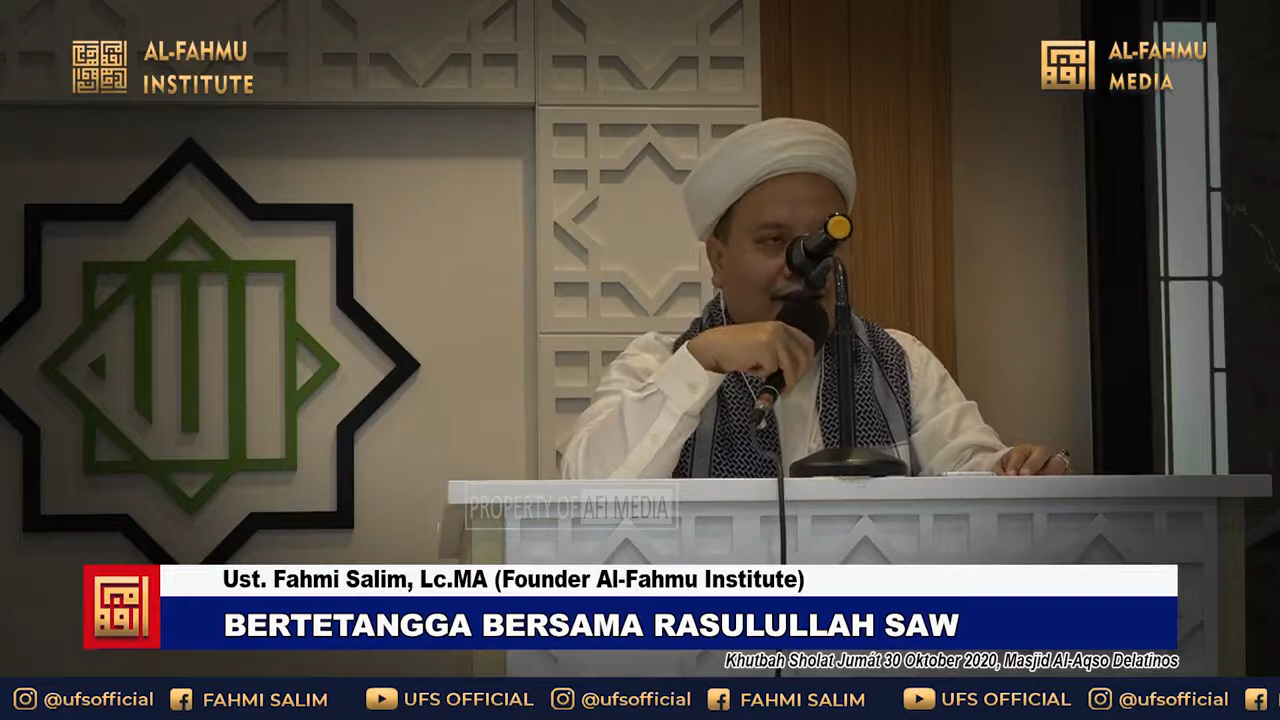 AL-FAHMU
INSTITUTE
AL-FAHMU
MEDIA
PROPERTY OF AFI MEDIA
Ust. Fahmi Salim, Lc.MA (Founder Al-Fahmu Institute)
BERTETANGGA BERSAMA RASULULLAH SAW
Khutbah Sholat Jumát 30 Oktober 2020, Masjid Al-Aqso Delatinos
@ufsofficial FAHMI SALIM UFS OFFICIAL @ufsofficial FAHMI SALIM UFS OFFICIAL @ufsofficial